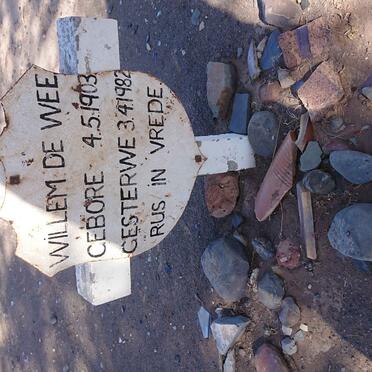 WILLEM DE WEE
GEBORE 4.5.1903
GESTERWE 3.4.1982
RUS IN VREDE.